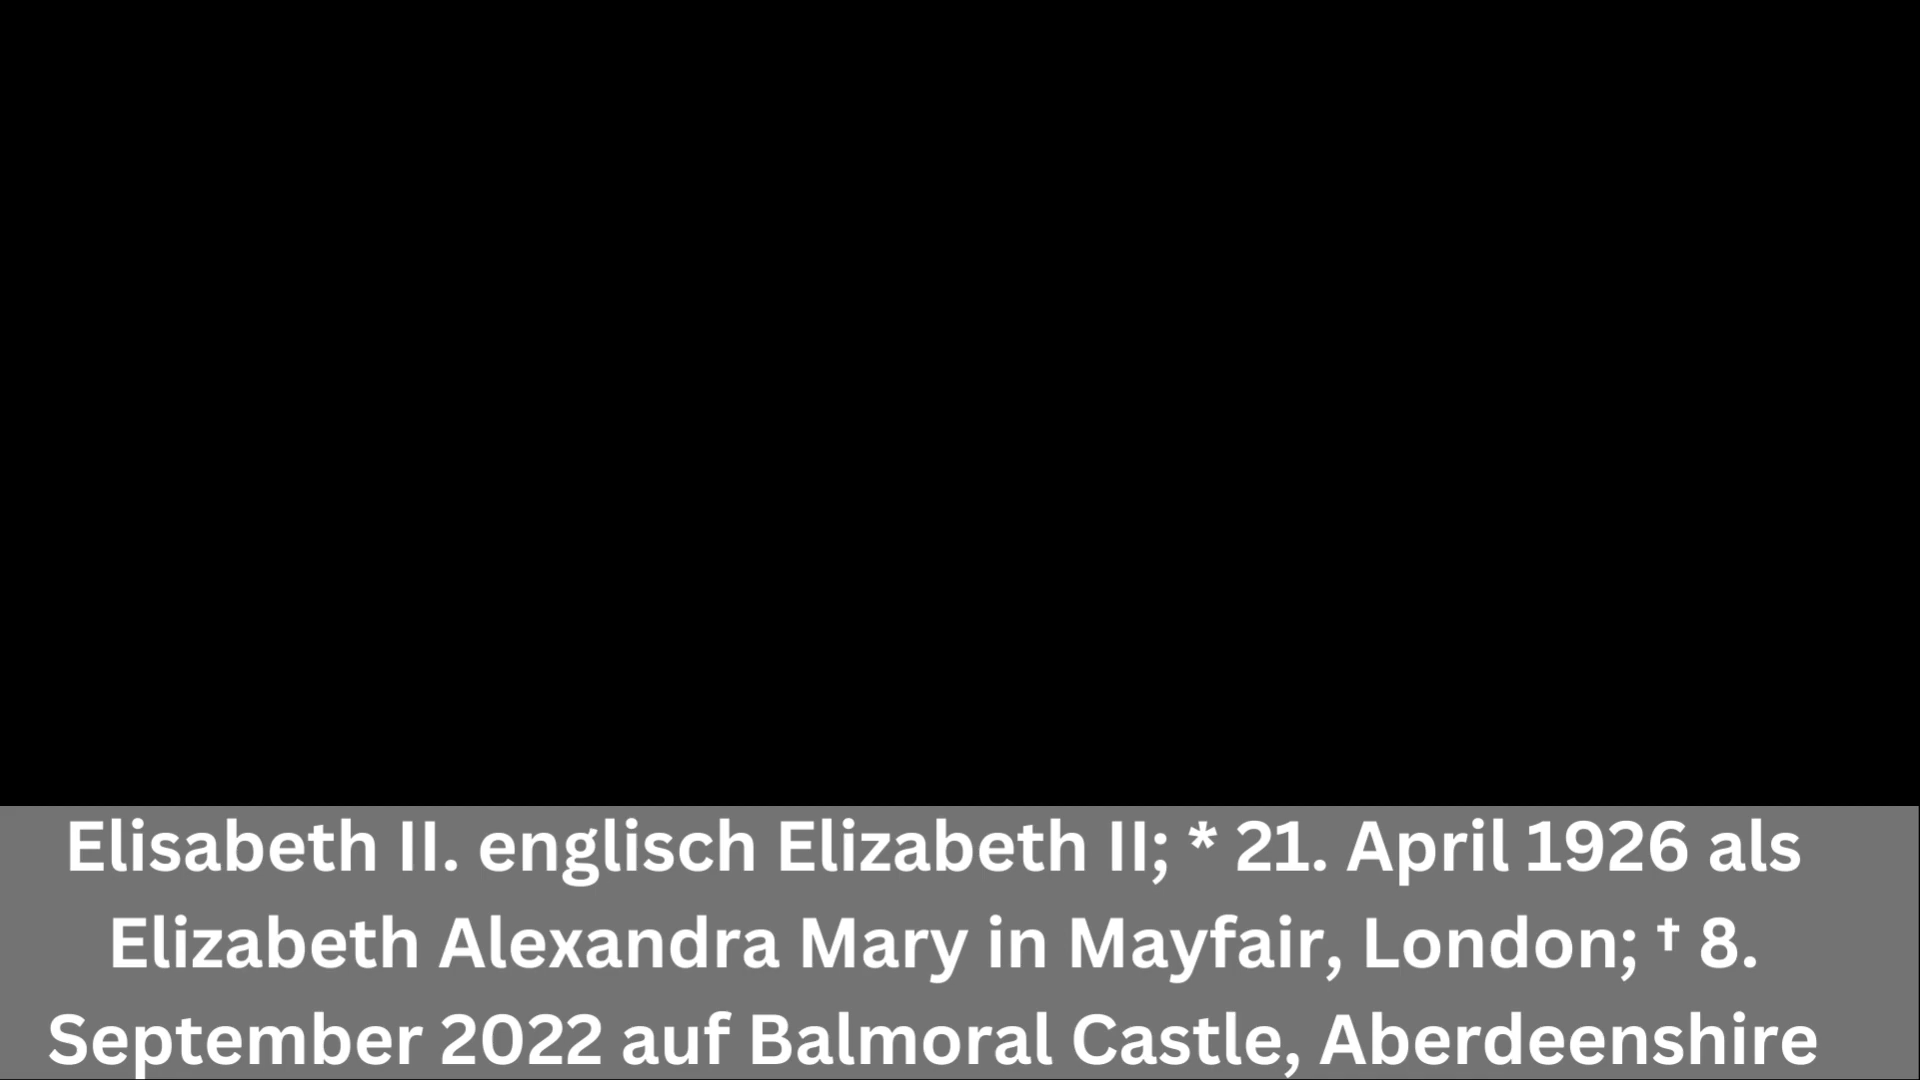 Elisabeth II. englisch Elizabeth II; * 21. April 1926 als
Elizabeth Alexandra Mary in Mayfair, London; † 8.
September 2022 auf Balmoral Castle, Aberdeenshire